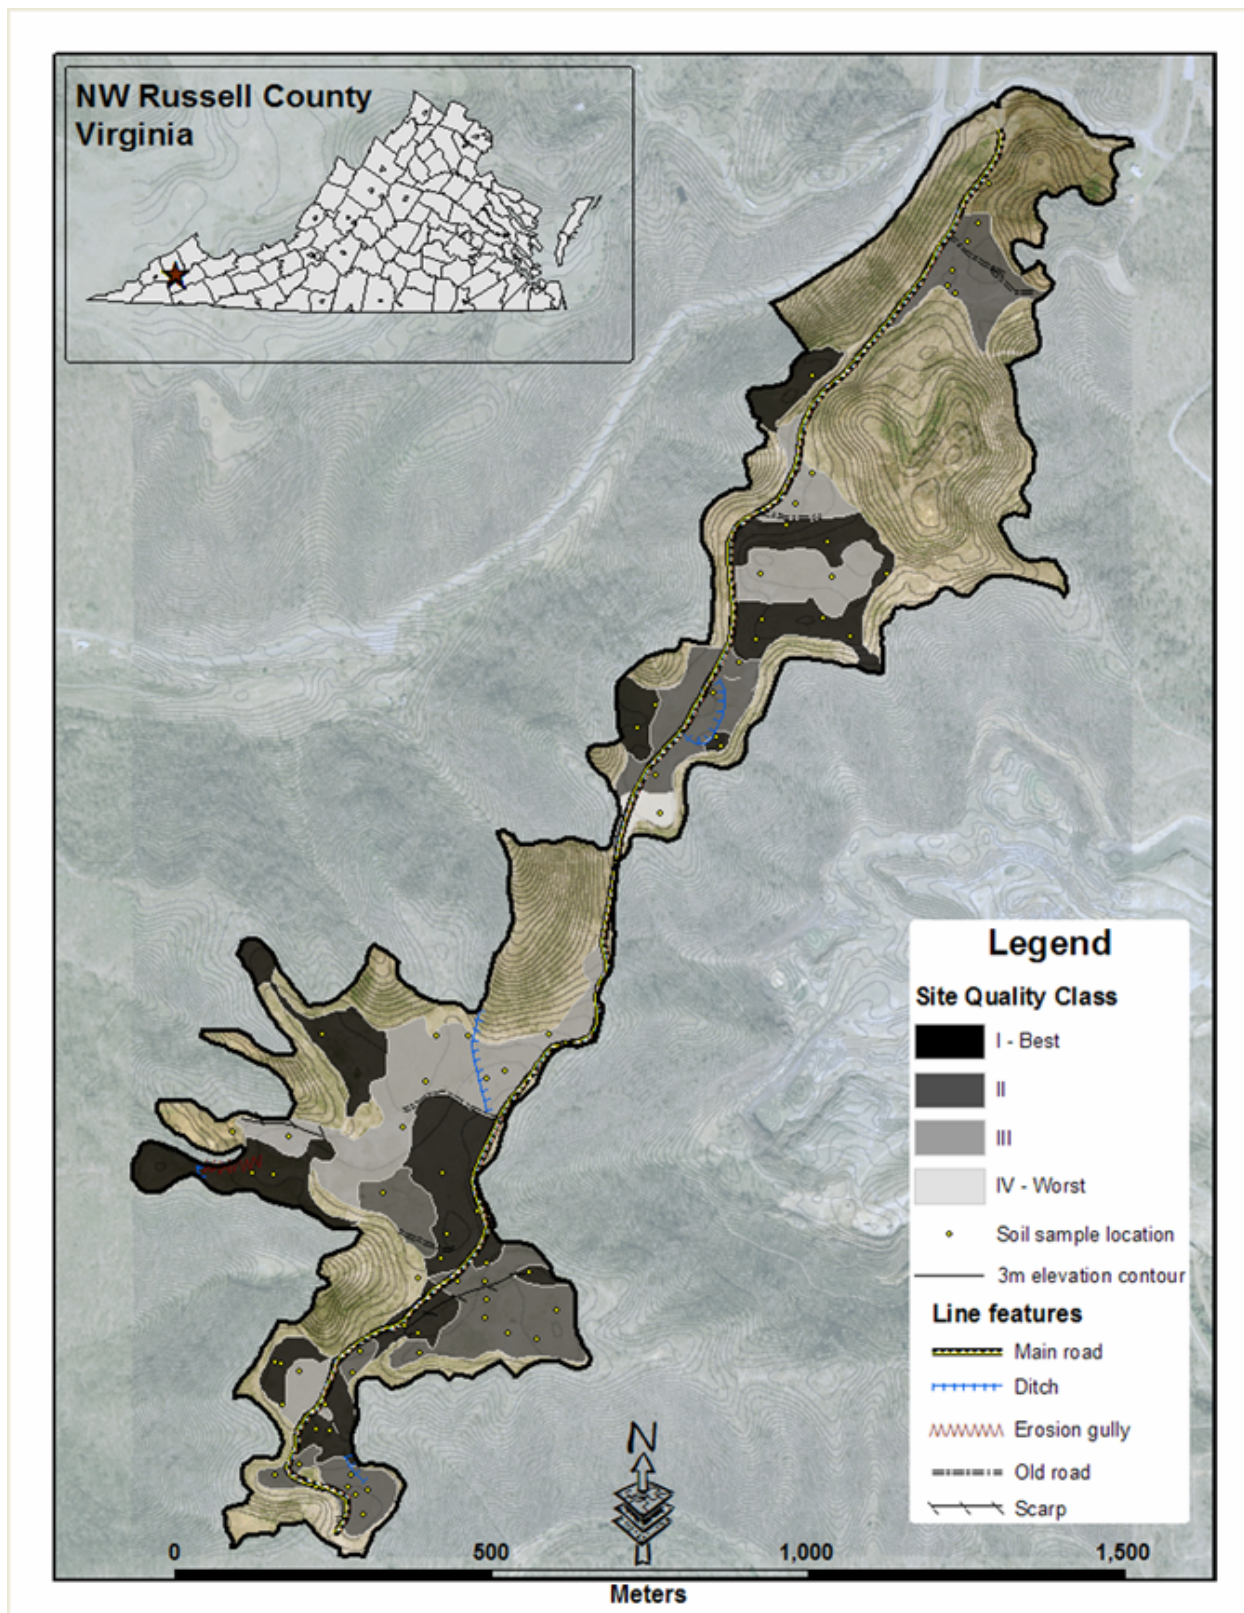 NW Russell County
Virginia
Legend
Site Quality Class
I - Best
II
III
IV - Worst
Soil sample location
3m elevation contour
Line features
Main road
Ditch
Erosion gully
Old road
Scarp
N
0 500 1,000 1,500
Meters